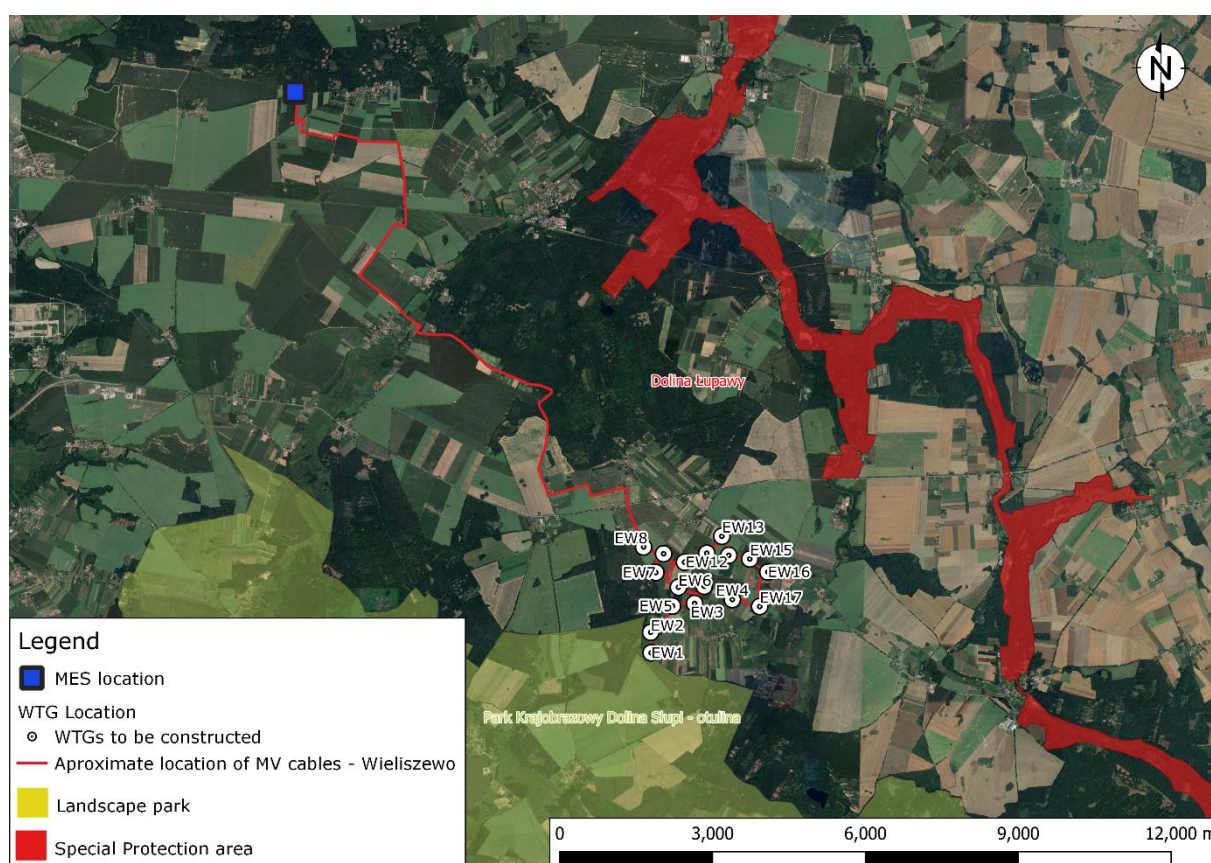 N
Dolina Łupawy
EW13
EW8
EW15
EW12
EW7
EW16
EW6
EW4
EW17
EW5
EW3
EW2
EW1
Park Krajobrazowy Dolina Słupi - otulina
Legend
MES location
WTG Location
WTGs to be constructed
Aproximate location of MV cables - Wieliszewo
Landscape park
Special Protection area
0 3,000 6,000 9,000 12,000 m